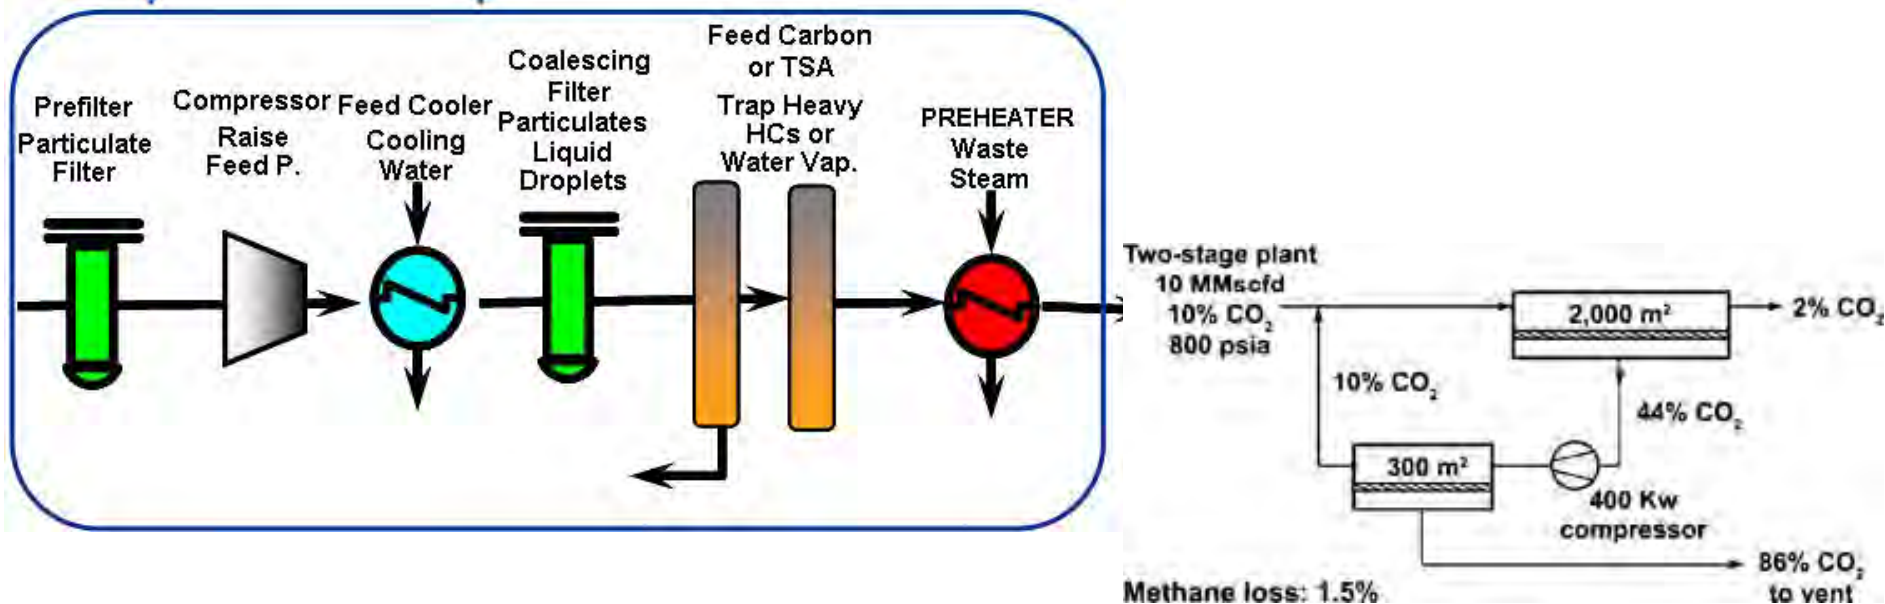 Prefilter
Particulate
Filter
Compressor
Raise
Feed P.
Feed Cooler
Cooling
Water
Coalescing
Filter
Particulates
Liquid
Droplets
Feed Carbon
or TSA
Trap Heavy
HCs or
Water Vap.
PREHEATER
Waste
Steam
Two-stage plant
10 MMscfd
10% CO₂
800 psia
2,000 m²
2% CO₂
10% CO₂
44% CO₂
300 m²
400 Kw
compressor
86% CO₂
to vent
Methane loss: 1.5%